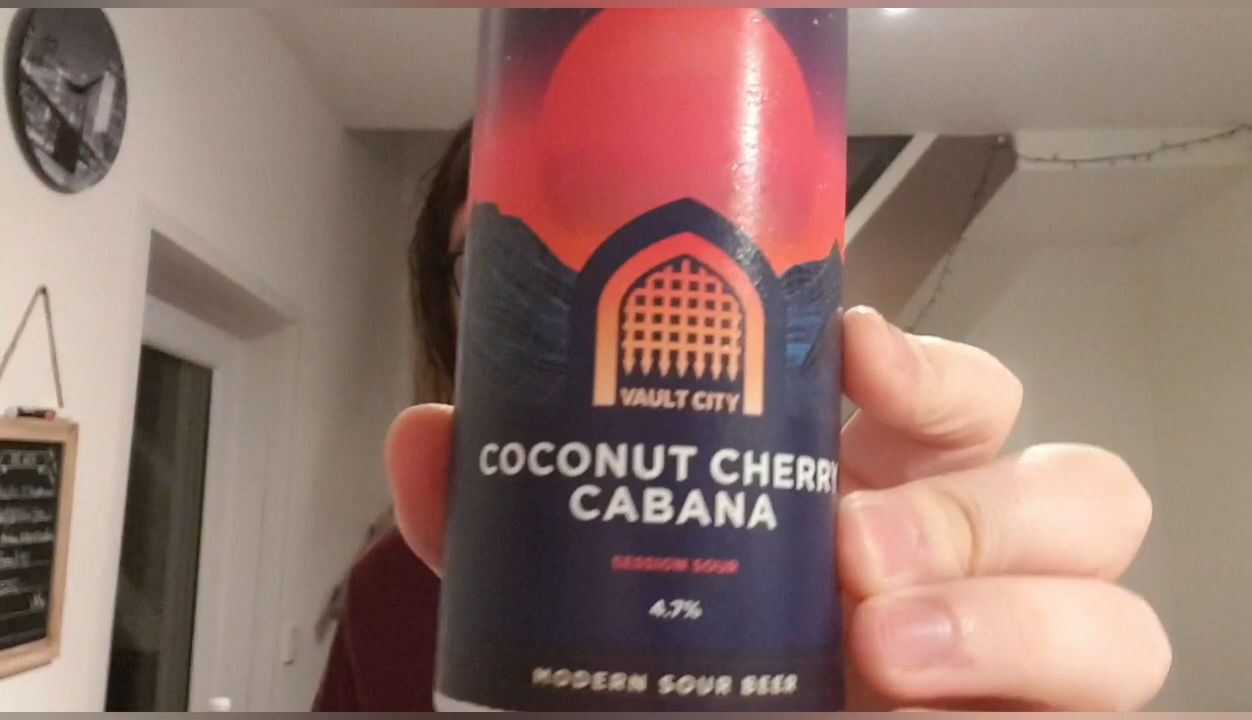 VAULT CITY
COCONUT CHERRY
CABANA
SESSION SOUR
4.7%
MODERN SOUR BEER